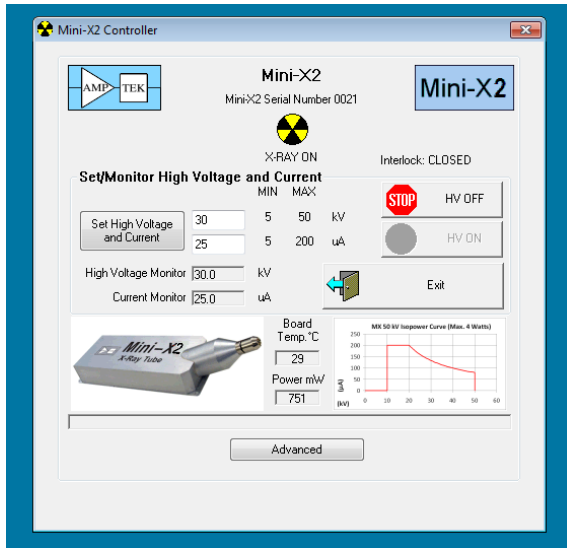 Mini-X2 Controller
AMP TEK
Mini-X2
Mini-X2 Serial Number 0021
Mini-X2
X-RAY ON
Interlock: CLOSED
Set/Monitor High Voltage and Current
MIN MAX
Set High Voltage and Current
30 5 50 kV
25 5 200 uA
STOP HV OFF
HV ON
High Voltage Monitor 30.0 kV
Current Monitor 25.0 uA
Exit
Mini-X2
X-Ray Tube
Board
Temp.°C
29
Power mW
751
MX 50 kV Isopower Curve (Max. 4 Watts)
250
200
150
100
50
0
(µA)
(kV)
0 10 20 30 40 50 60
Advanced